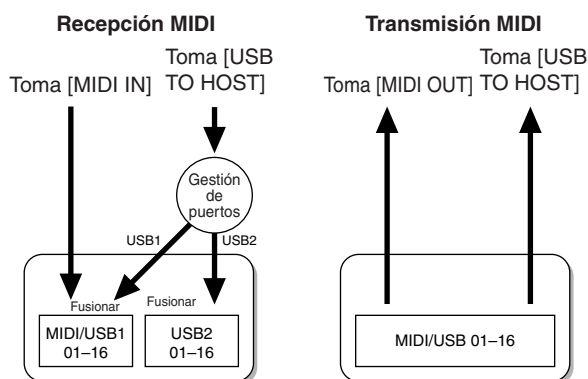 Recepción MIDI
Toma [MIDI IN]
Toma [USB
TO HOST]
Gestión
de
puertos
USB1
USB2
Fusionar
Fusionar
MIDI/USB1
01–16
USB2
01–16
Transmisión MIDI
Toma [MIDI OUT]
Toma [USB
TO HOST]
MIDI/USB 01–16